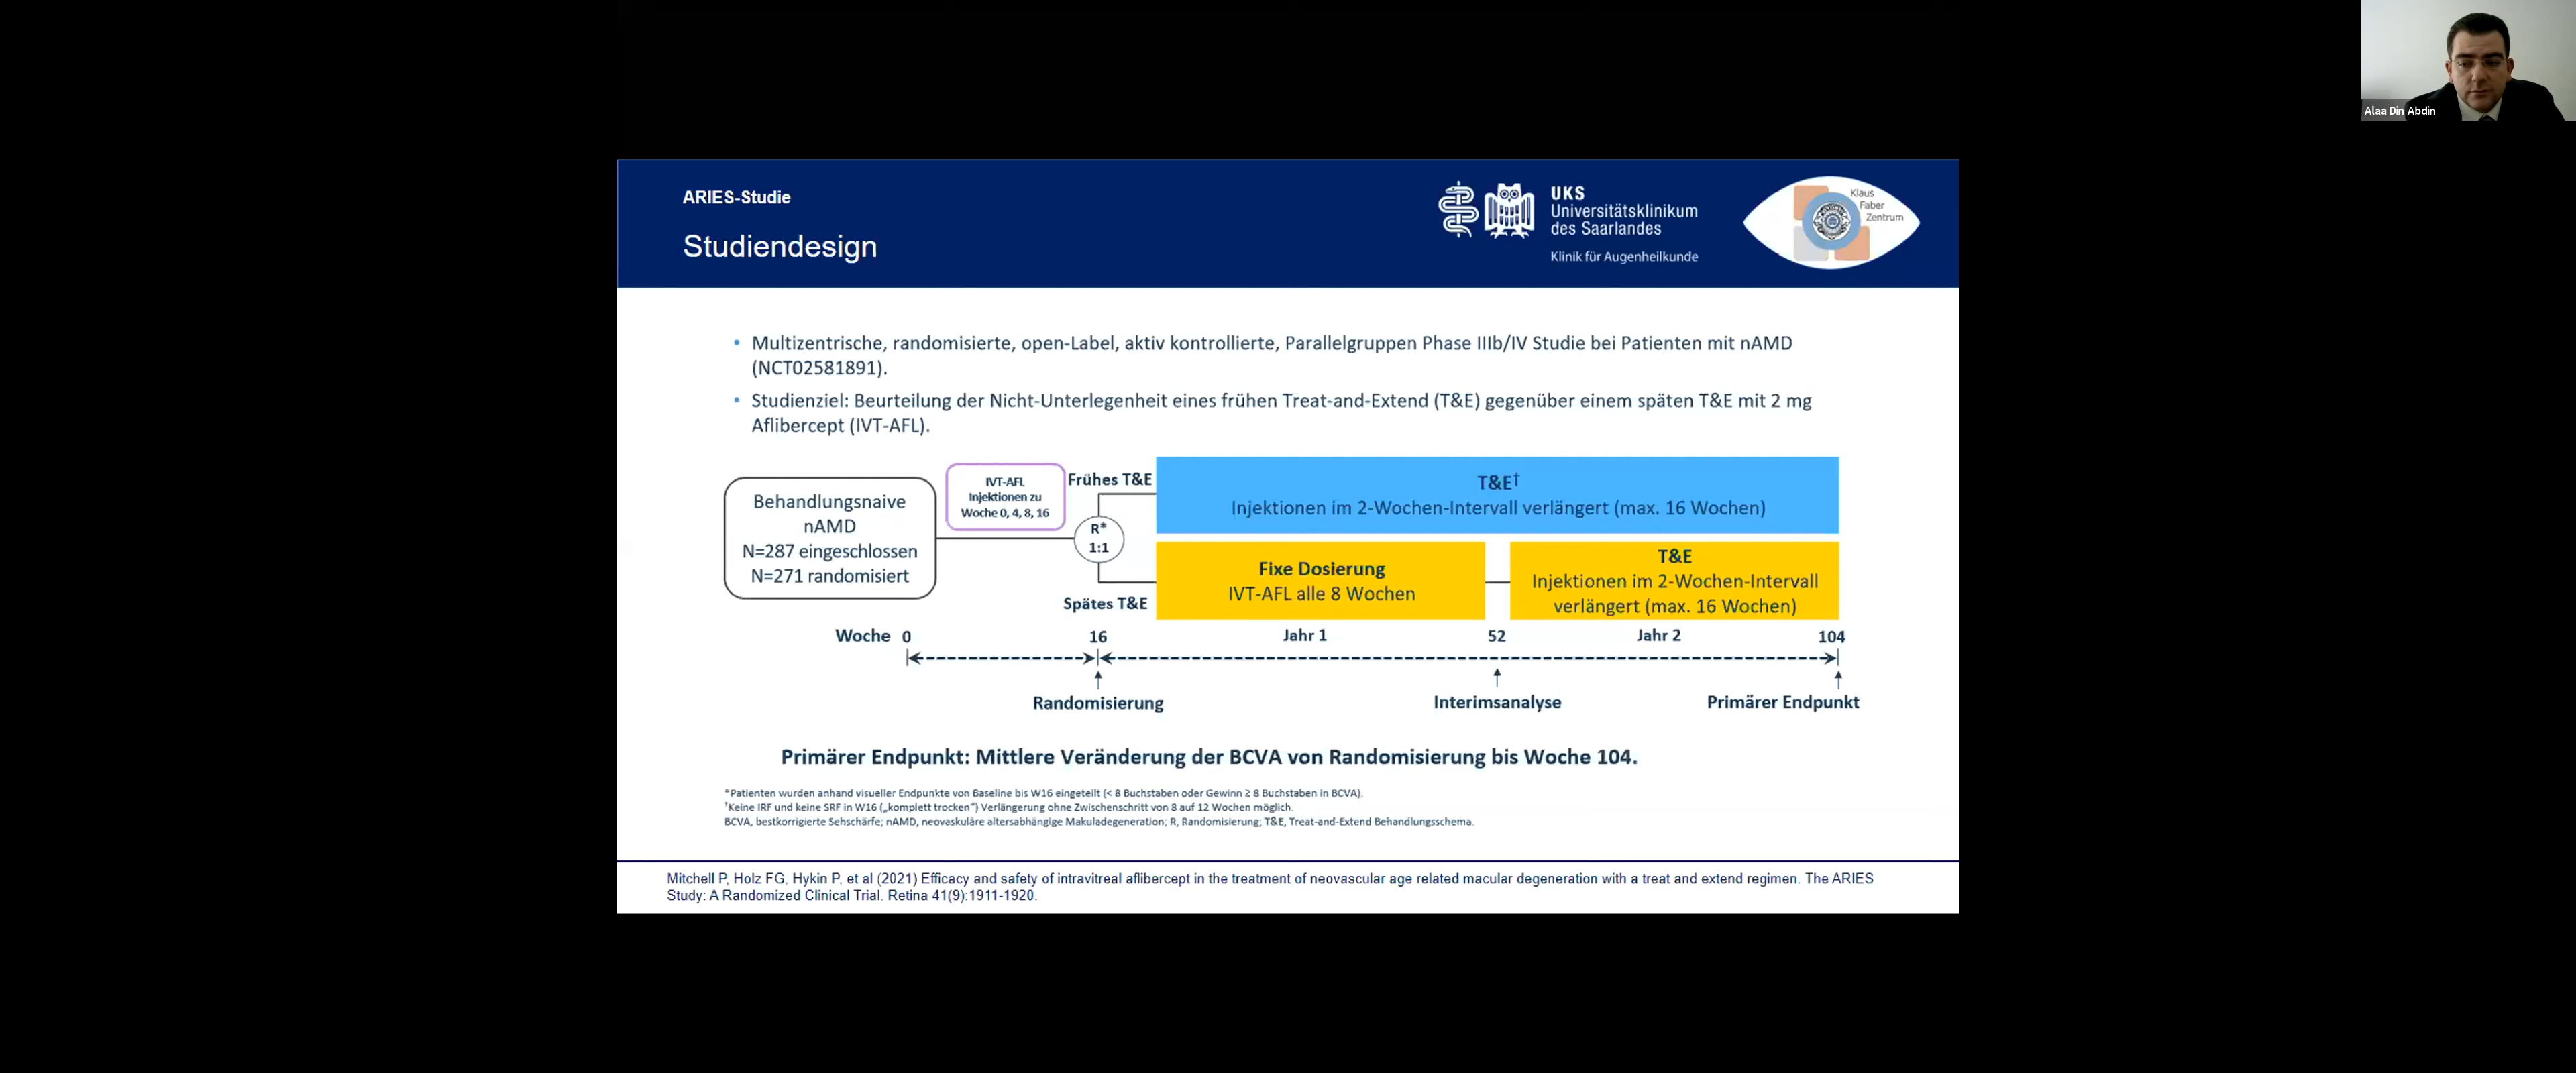 Alaa Din Abdin
ARIES-Studie
Studiendesign
UKS
Universitätsklinikum
des Saarlandes
Klinik für Augenheilkunde
Klaus
Faber
Zentrum
• Multizentrische, randomisierte, open-Label, aktiv kontrollierte, Parallelgruppen Phase IIIb/IV Studie bei Patienten mit nAMD
(NCT02581891).
• Studienziel: Beurteilung der Nicht-Unterlegenheit eines frühen Treat-and-Extend (T&E) gegenüber einem späten T&E mit 2 mg
Aflibercept (IVT-AFL).
Behandlungsnaive
nAMD
N=287 eingeschlossen
N=271 randomisiert
IVT-AFL
Injektionen zu
Woche 0, 4, 8, 16
Frühes T&E
R*
1:1
Spätes T&E
T&E†
Injektionen im 2-Wochen-Intervall verlängert (max. 16 Wochen)
Fixe Dosierung
IVT-AFL alle 8 Wochen
T&E
Injektionen im 2-Wochen-Intervall
verlängert (max. 16 Wochen)
Woche 0 16 Jahr 1 52 Jahr 2 104
Randomisierung Interimsanalyse Primärer Endpunkt
Primärer Endpunkt: Mittlere Veränderung der BCVA von Randomisierung bis Woche 104.
*Patienten wurden anhand visueller Endpunkte von Baseline bis W16 eingeteilt (< 8 Buchstaben oder Gewinn ≥ 8 Buchstaben in BCVA).
†Keine IRF und keine SRF in W16 („komplett trocken“) Verlängerung ohne Zwischenschritt von 8 auf 12 Wochen möglich.
BCVA, bestkorrigierte Sehschärfe; nAMD, neovaskuläre altersabhängige Makuladegeneration; R, Randomisierung; T&E, Treat-and-Extend Behandlungsschema.
Mitchell P, Holz FG, Hykin P, et al (2021) Efficacy and safety of intravitreal aflibercept in the treatment of neovascular age related macular degeneration with a treat and extend regimen. The ARIES
Study: A Randomized Clinical Trial. Retina 41(9):1911-1920.